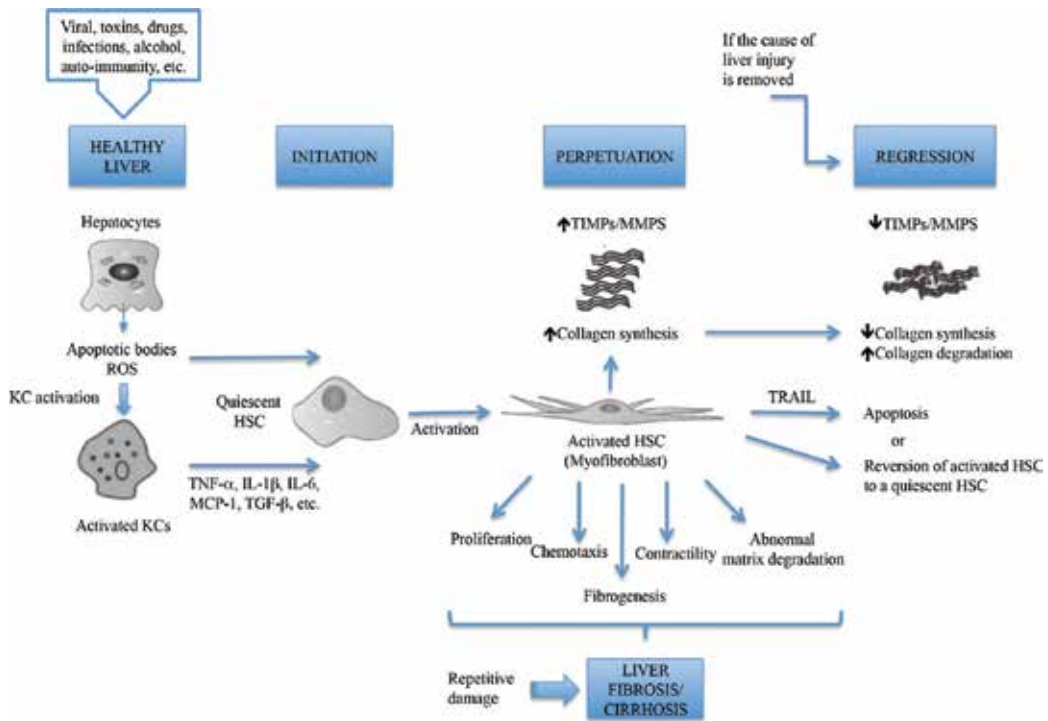 Viral, toxins, drugs,
infections, alcohol,
auto-immunity, etc.
If the cause of
liver injury
is removed
HEALTHY
LIVER
INITIATION
PERPETUATION
REGRESSION
Hepatocytes
↑TIMPs/MMPS
↓TIMPs/MMPS
↑Collagen synthesis
↓Collagen synthesis
↑Collagen degradation
Apoptotic bodies
ROS
KC activation
Quiescent
HSC
Activation
Activated HSC
(Myofibroblast)
TRAIL
Apoptosis
or
Reversion of activated HSC
to a quiescent HSC
TNF-α, IL-1β, IL-6,
MCP-1, TGF-β, etc.
Activated KCs
Proliferation
Chemotaxis
Contractility
Abnormal
matrix degradation
Fibrogenesis
Repetitive
damage
LIVER
FIBROSIS/
CIRRHOSIS